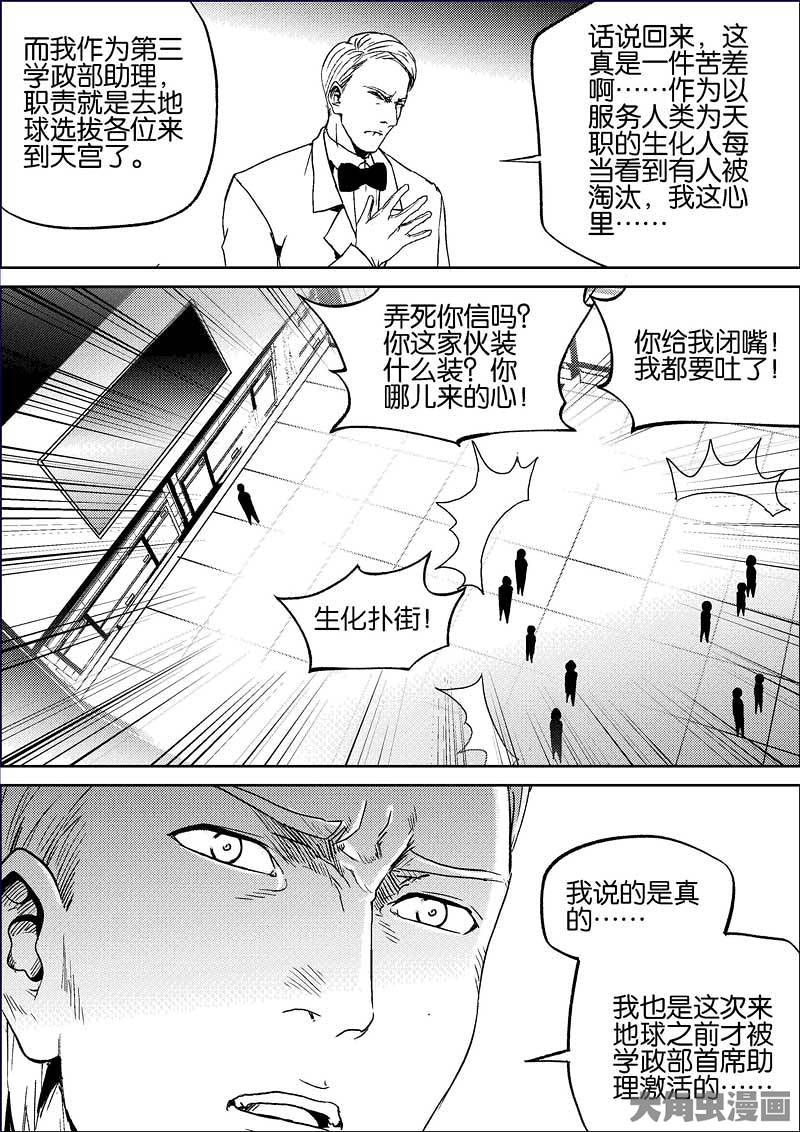 而我作为第三
学政部助理，
职责就是去地
球选拔各位来
到天宫了。
话说回来，这
真是一件苦差
啊……作为以
服务人类为天
职的生化人每
当看到有人被
淘汰，我这心
里……
弄死你信吗？
你这家伙装
什么装？你
哪儿来的心！
你给我闭嘴！
我都要吐了！
生化扑街！
我说的是真
的……
我也是这次来
地球之前才被
学政部首席助
理激活的……
大角虫漫画